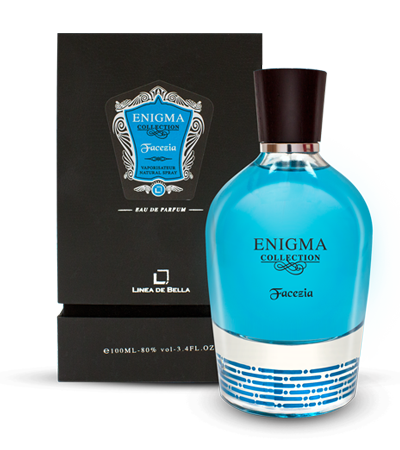 ENIGMA
COLLECTION
Facezia
VAPORISATEUR
NATURAL SPRAY
EAU DE PARFUM
LINEA DE BELLA
e100ML-80% vol-3.4FL.OZ
ENIGMA
COLLECTION
Facezia